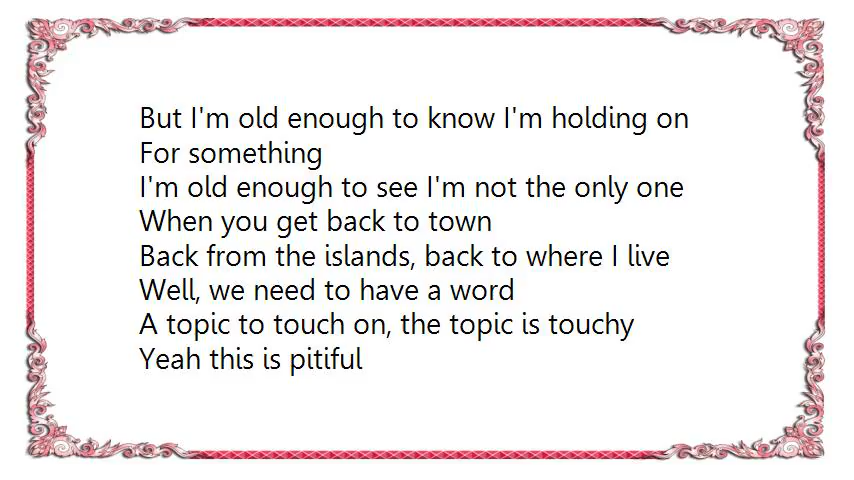 But I'm old enough to know I'm holding on
For something
I'm old enough to see I'm not the only one
When you get back to town
Back from the islands, back to where I live
Well, we need to have a word
A topic to touch on, the topic is touchy
Yeah this is pitiful